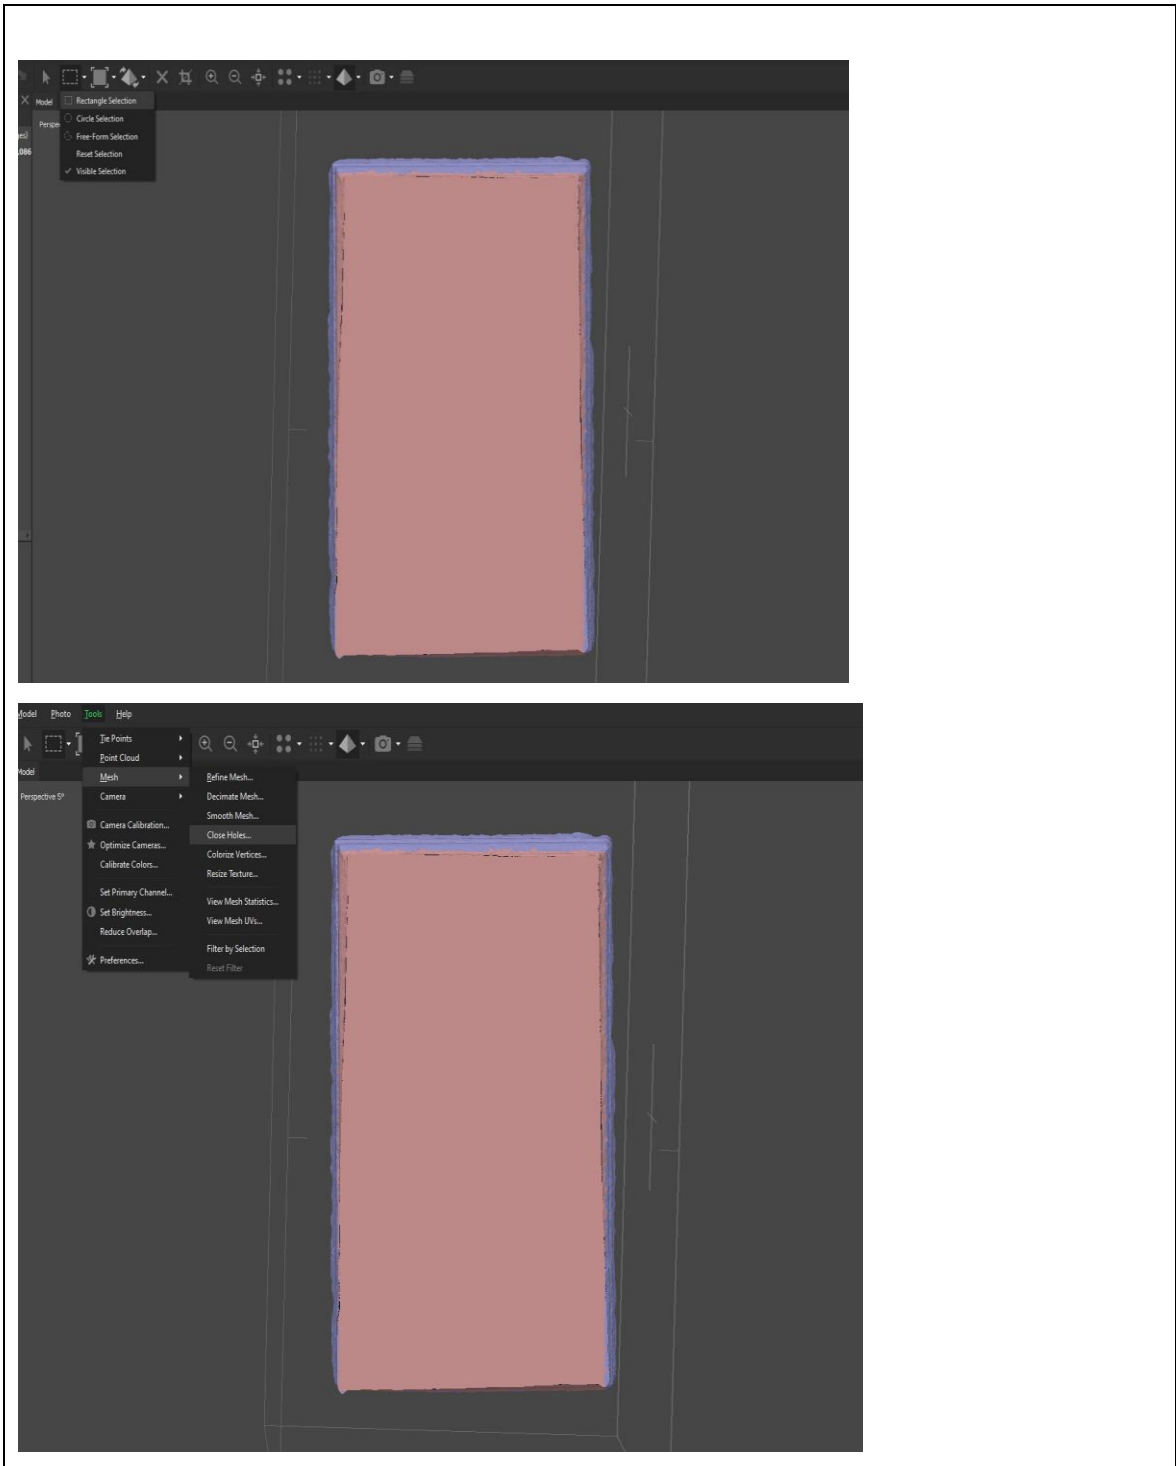 Model
Rectangle Selection
Circle Selection
Free-Form Selection
Reset Selection
Visible Selection
,086
Model Photo Tools Help
Tie Points
Point Cloud
Mesh
Camera
Camera Calibration...
Optimize Cameras...
Calibrate Colors...
Set Primary Channel...
Set Brightness...
Reduce Overlap...
Preferences...
Refine Mesh...
Decimate Mesh...
Smooth Mesh...
Close Holes...
Colorize Vertices...
Resize Texture...
View Mesh Statistics...
View Mesh UVs...
Filter by Selection
Reset Filter
Model
Perspective 5°